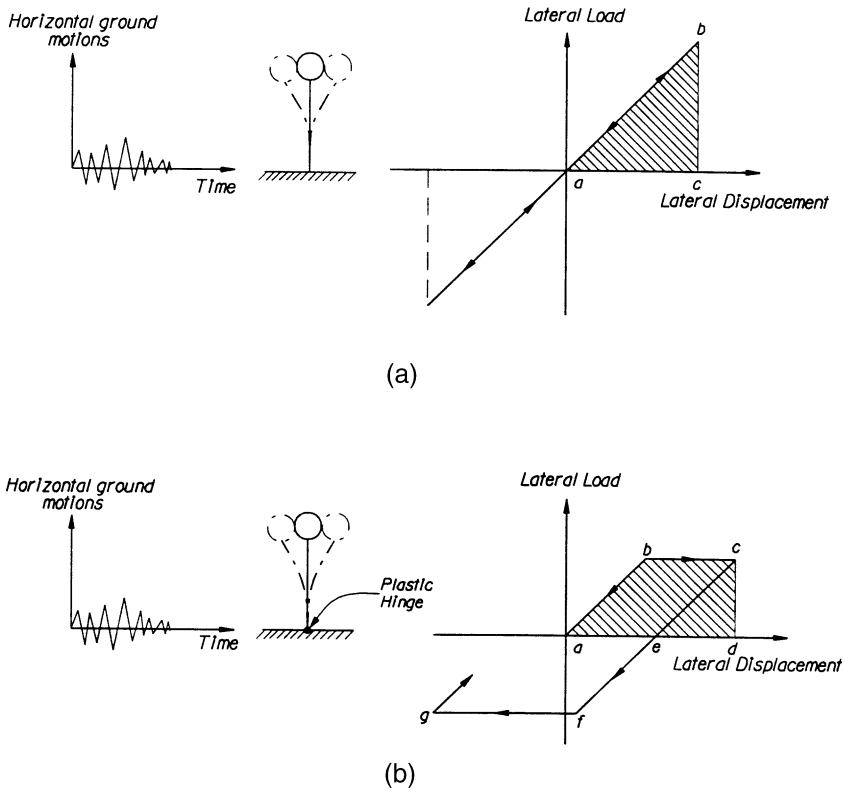 Horizontal ground
motions
Time
Lateral Load
b
a
c
Lateral Displacement
(a)
Horizontal ground
motions
Time
Plastic
Hinge
Lateral Load
b
c
a
e
d
Lateral Displacement
g
f
(b)